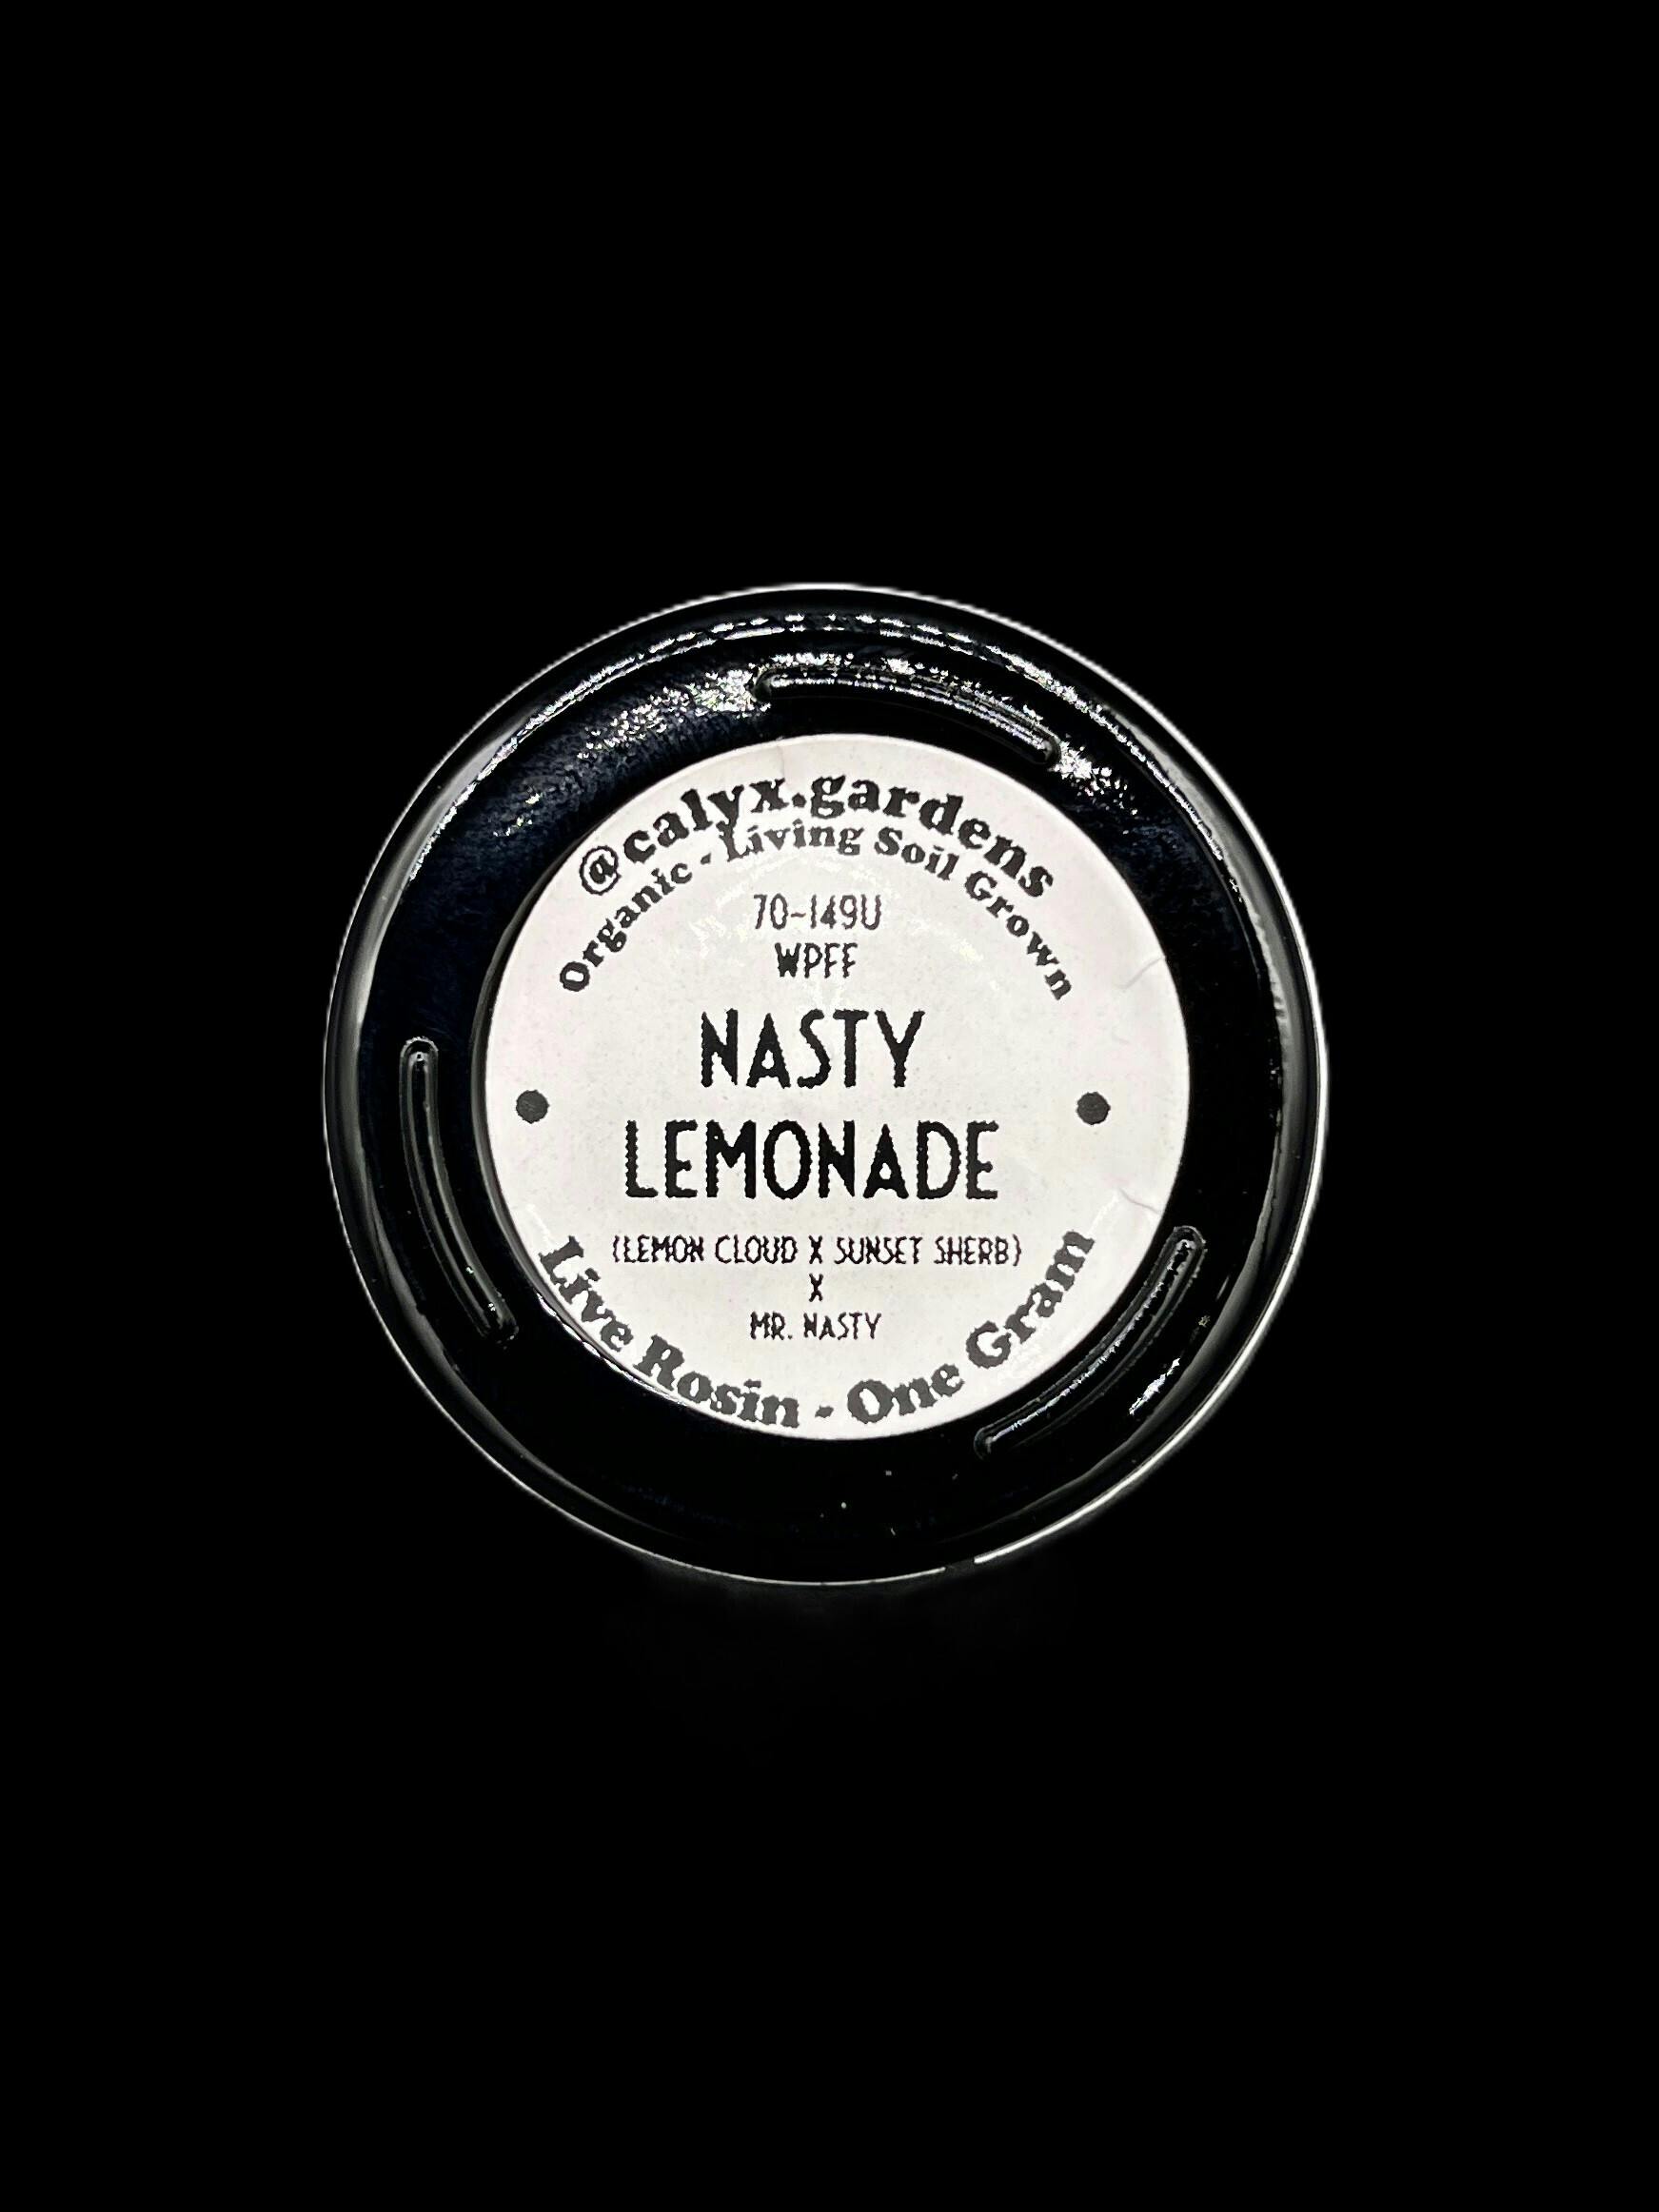 @calyx.gardens
Organic - Living Soil Grown
70-149U
WPFF
NASTY
LEMONADE
(LEMON CLOUD X SUNSET SHERB)
X
MR. NASTY
Live Rosin - One Gram